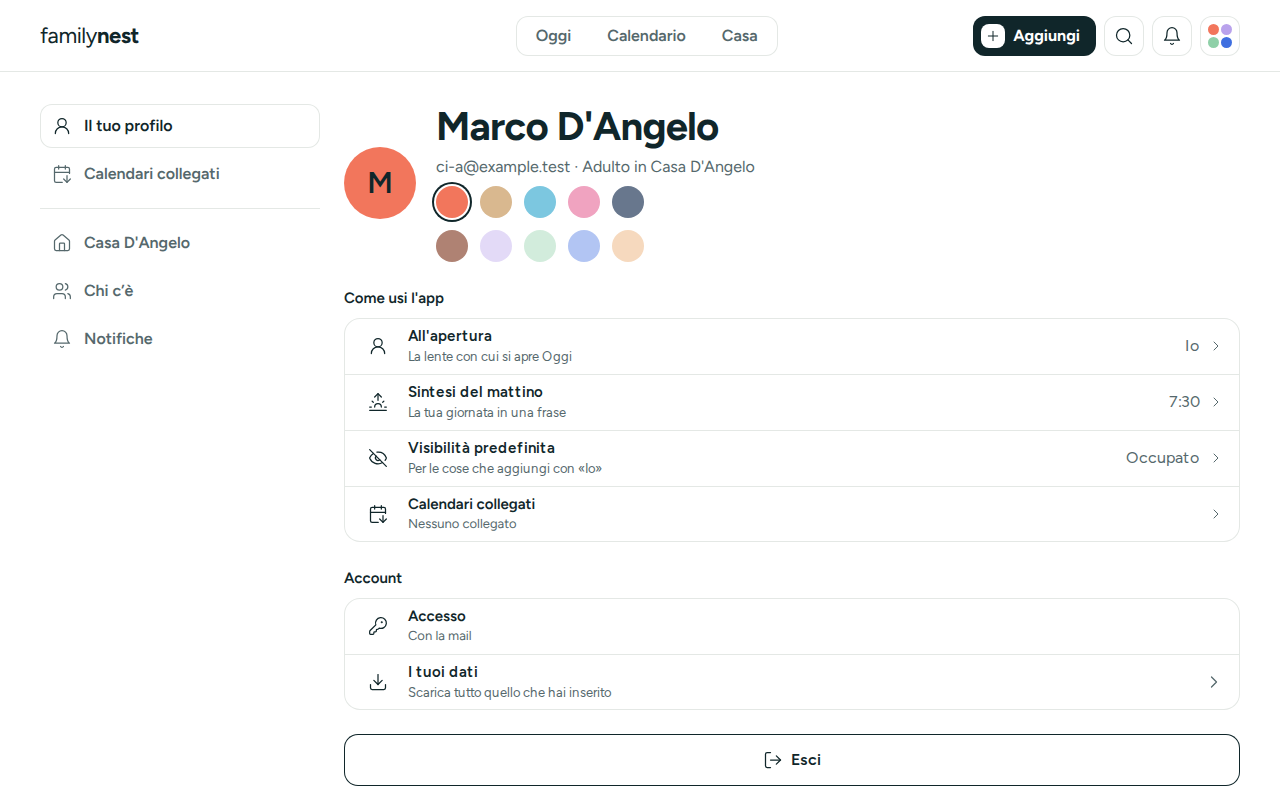 familynest
Oggi
Calendario
Casa
Aggiungi
Il tuo profilo
Calendari collegati
Casa D'Angelo
Chi c’è
Notifiche
Marco D'Angelo
ci-a@example.test · Adulto in Casa D'Angelo
M
Come usi l'app
All'apertura
La lente con cui si apre Oggi
Io
Sintesi del mattino
La tua giornata in una frase
7:30
Visibilità predefinita
Per le cose che aggiungi con «Io»
Occupato
Calendari collegati
Nessuno collegato
Account
Accesso
Con la mail
I tuoi dati
Scarica tutto quello che hai inserito
Esci